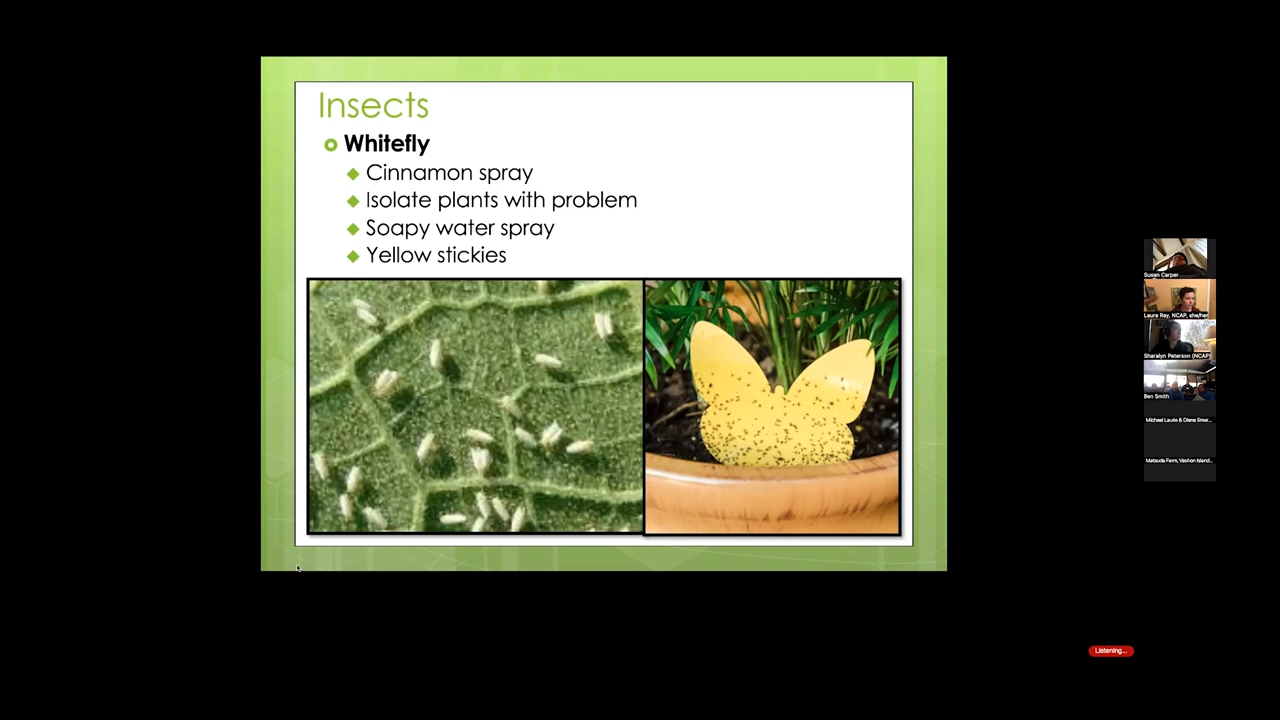 Insects
Whitefly
Cinnamon spray
Isolate plants with problem
Soapy water spray
Yellow stickies
Susan Carper
Laura Ray, NCAP, she/her
Sharalyn Peterson (NCAP)
Ben Smith
Michael Laurie & Diane Emer...
Matsuda Farm, Vashon Island...
Listening...